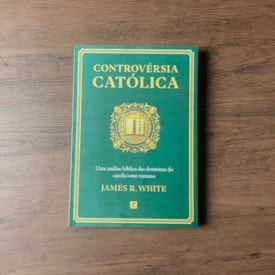 CONTROVÉRSIA
CATÓLICA
Uma análise bíblica das doutrinas do
catolicismo romano
JAMES R. WHITE